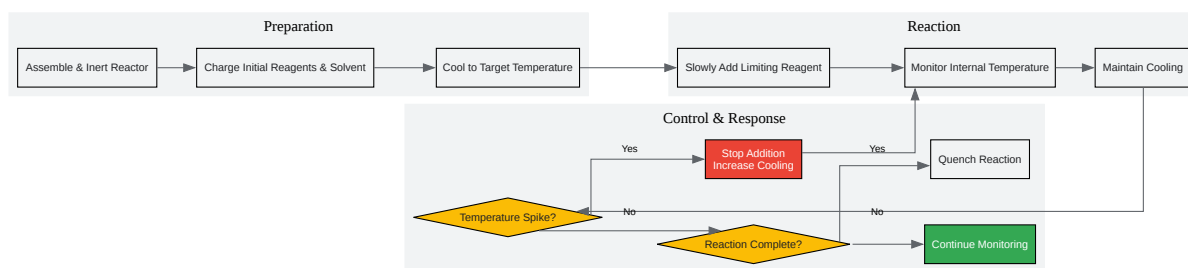 Preparation
Reaction
Assemble & Inert Reactor
Charge Initial Reagents & Solvent
Cool to Target Temperature
Slowly Add Limiting Reagent
Monitor Internal Temperature
Maintain Cooling
Control & Response
Yes
Stop Addition
Increase Cooling
Yes
Quench Reaction
Temperature Spike?
No
No
Reaction Complete?
Continue Monitoring